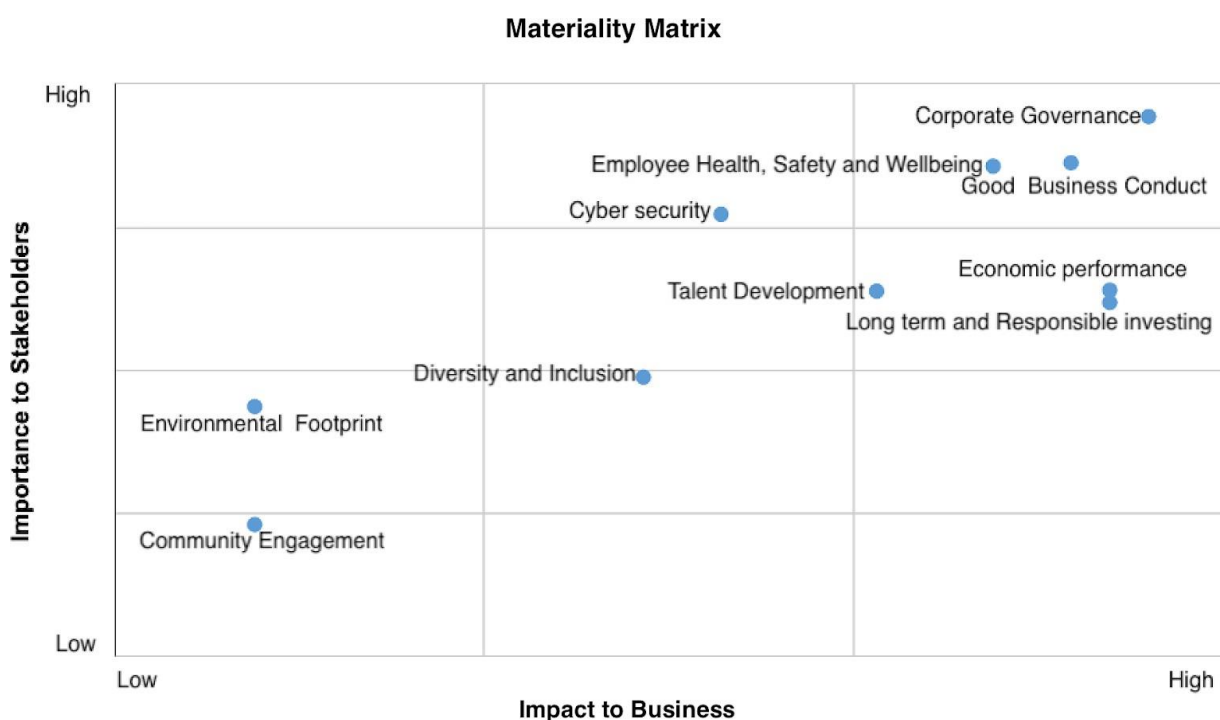 Materiality Matrix
High
Corporate Governance
Employee Health, Safety and Wellbeing
Good  Business Conduct
Cyber security
Economic performance
Talent Development
Long term and Responsible investing
Diversity and Inclusion
Environmental  Footprint
Community Engagement
Importance to Stakeholders
Low
Low
High
Impact to Business